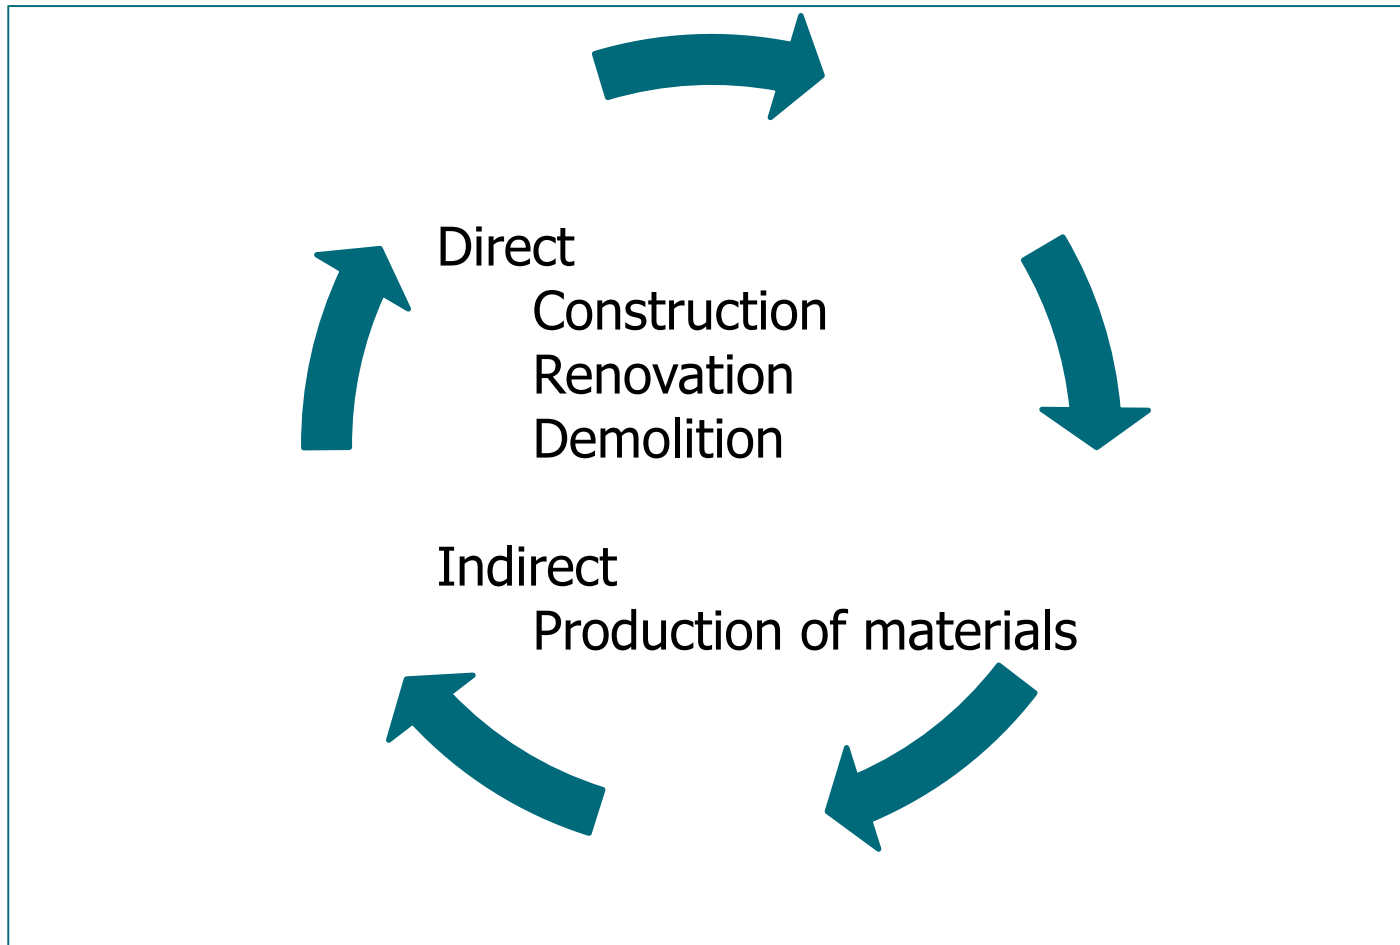 Direct
Construction
Renovation
Demolition
Indirect
Production of materials